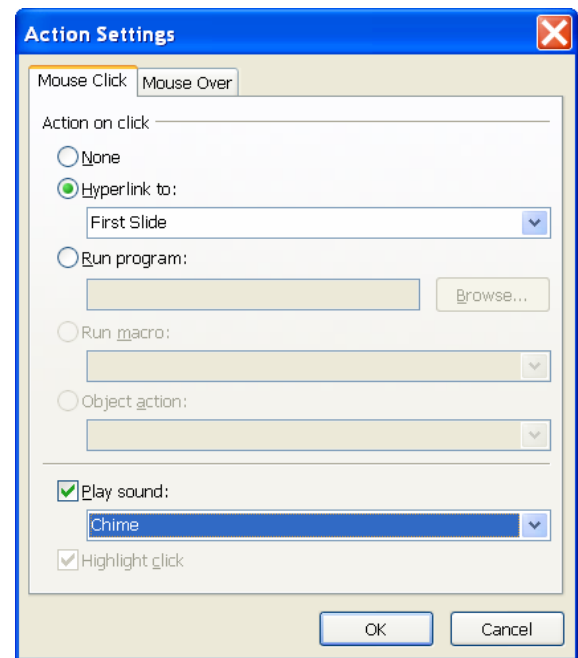 Action Settings
Mouse Click Mouse Over
Action on click
None
Hyperlink to:
First Slide
Run program:
Browse...
Run macro:
Object action:
Play sound:
Chime
Highlight click
OK Cancel